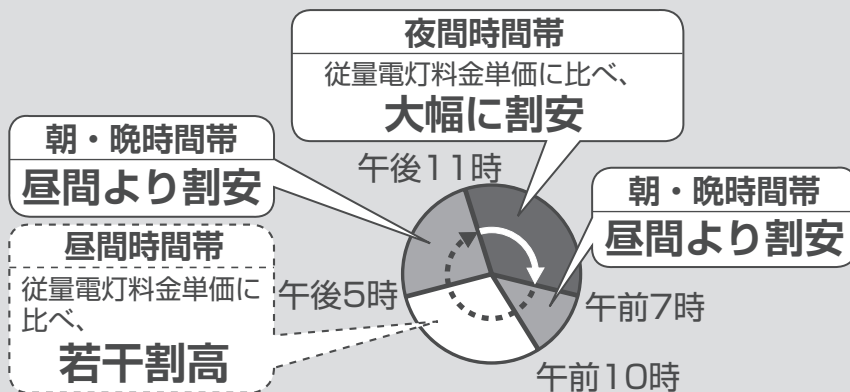 夜間時間帯
従量電灯料金単価に比べ、
大幅に割安
朝・晩時間帯
昼間より割安
午後11時
朝・晩時間帯
昼間より割安
昼間時間帯
従量電灯料金単価に
比べ、
若干割高
午後5時
午前7時
午前10時